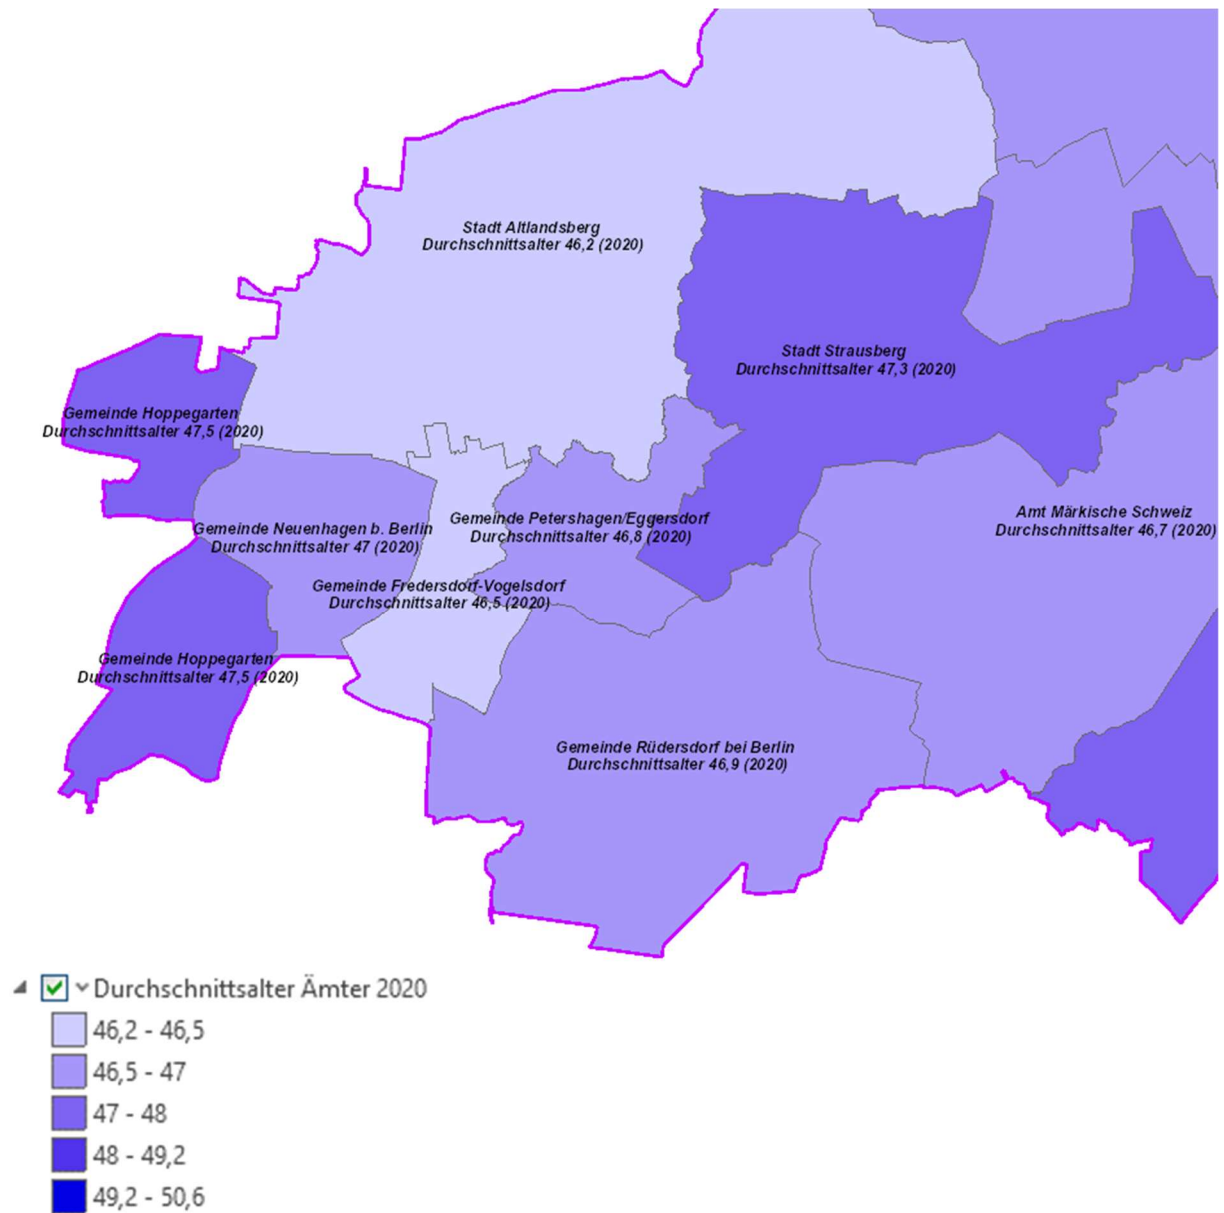 Stadt Altlandsberg
Durchschnittsalter 46,2 (2020)
Stadt Strausberg
Durchschnittsalter 47,3 (2020)
Gemeinde Hoppegarten
Durchschnittsalter 47,5 (2020)
Amt Märkische Schweiz
Durchschnittsalter 46,7 (2020)
Gemeinde Neuenhagen b. Berlin
Durchschnittsalter 47 (2020)
Gemeinde Petershagen/Eggersdorf
Durchschnittsalter 46,8 (2020)
Gemeinde Fredersdorf-Vogelsdorf
Durchschnittsalter 46,5 (2020)
Gemeinde Hoppegarten
Durchschnittsalter 47,5 (2020)
Gemeinde Rüdersdorf bei Berlin
Durchschnittsalter 46,9 (2020)
Durchschnittsalter Ämter 2020
46,2 - 46,5
46,5 - 47
47 - 48
48 - 49,2
49,2 - 50,6